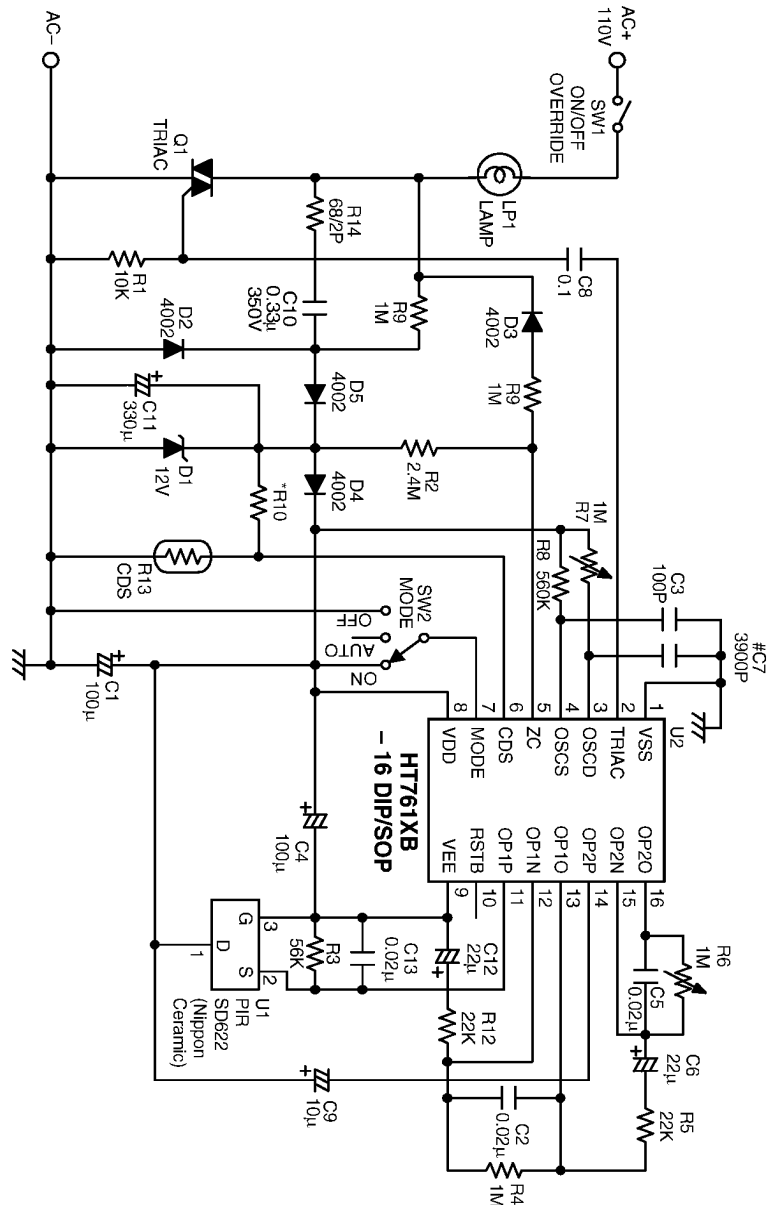 AC+
110V
SW1
ON/OFF
OVERRIDE
LP1
LAMP
AC−
Q1
TRIAC
R14
68/2P
R1
10K
C10
0.33µ
350V
R9
1M
C8
0.1
D3
4002
R9
1M
D2
4002
D5
4002
C11
330µ
D1
12V
R2
2.4M
*R10
D4
4002
R13
CDS
SW2
MODE
OFF
AUTO
ON
R8 560K
1M
R7
C3
100P
#C7
3900P
C1
100µ
U2
1 VSS
2 TRIAC
3 OSCD
4 OSCS
5 ZC
6 CDS
7 MODE
8 VDD
OP2O 16
OP2N 15
OP2P 14
OP1O 13
OP1N 12
OP1P 11
RSTB 10
VEE 9
HT761XB
– 16 DIP/SOP
C4
100µ
R6
1M
C5
0.02µ
C6
22µ
R5
22K
C12
22µ
R12
22K
C13
0.02µ
R3
56K
G 3
S 2
D 1
U1
PIR
SD622
(Nippon
Ceramic)
C2
0.02µ
R4
1M
C9
10µ